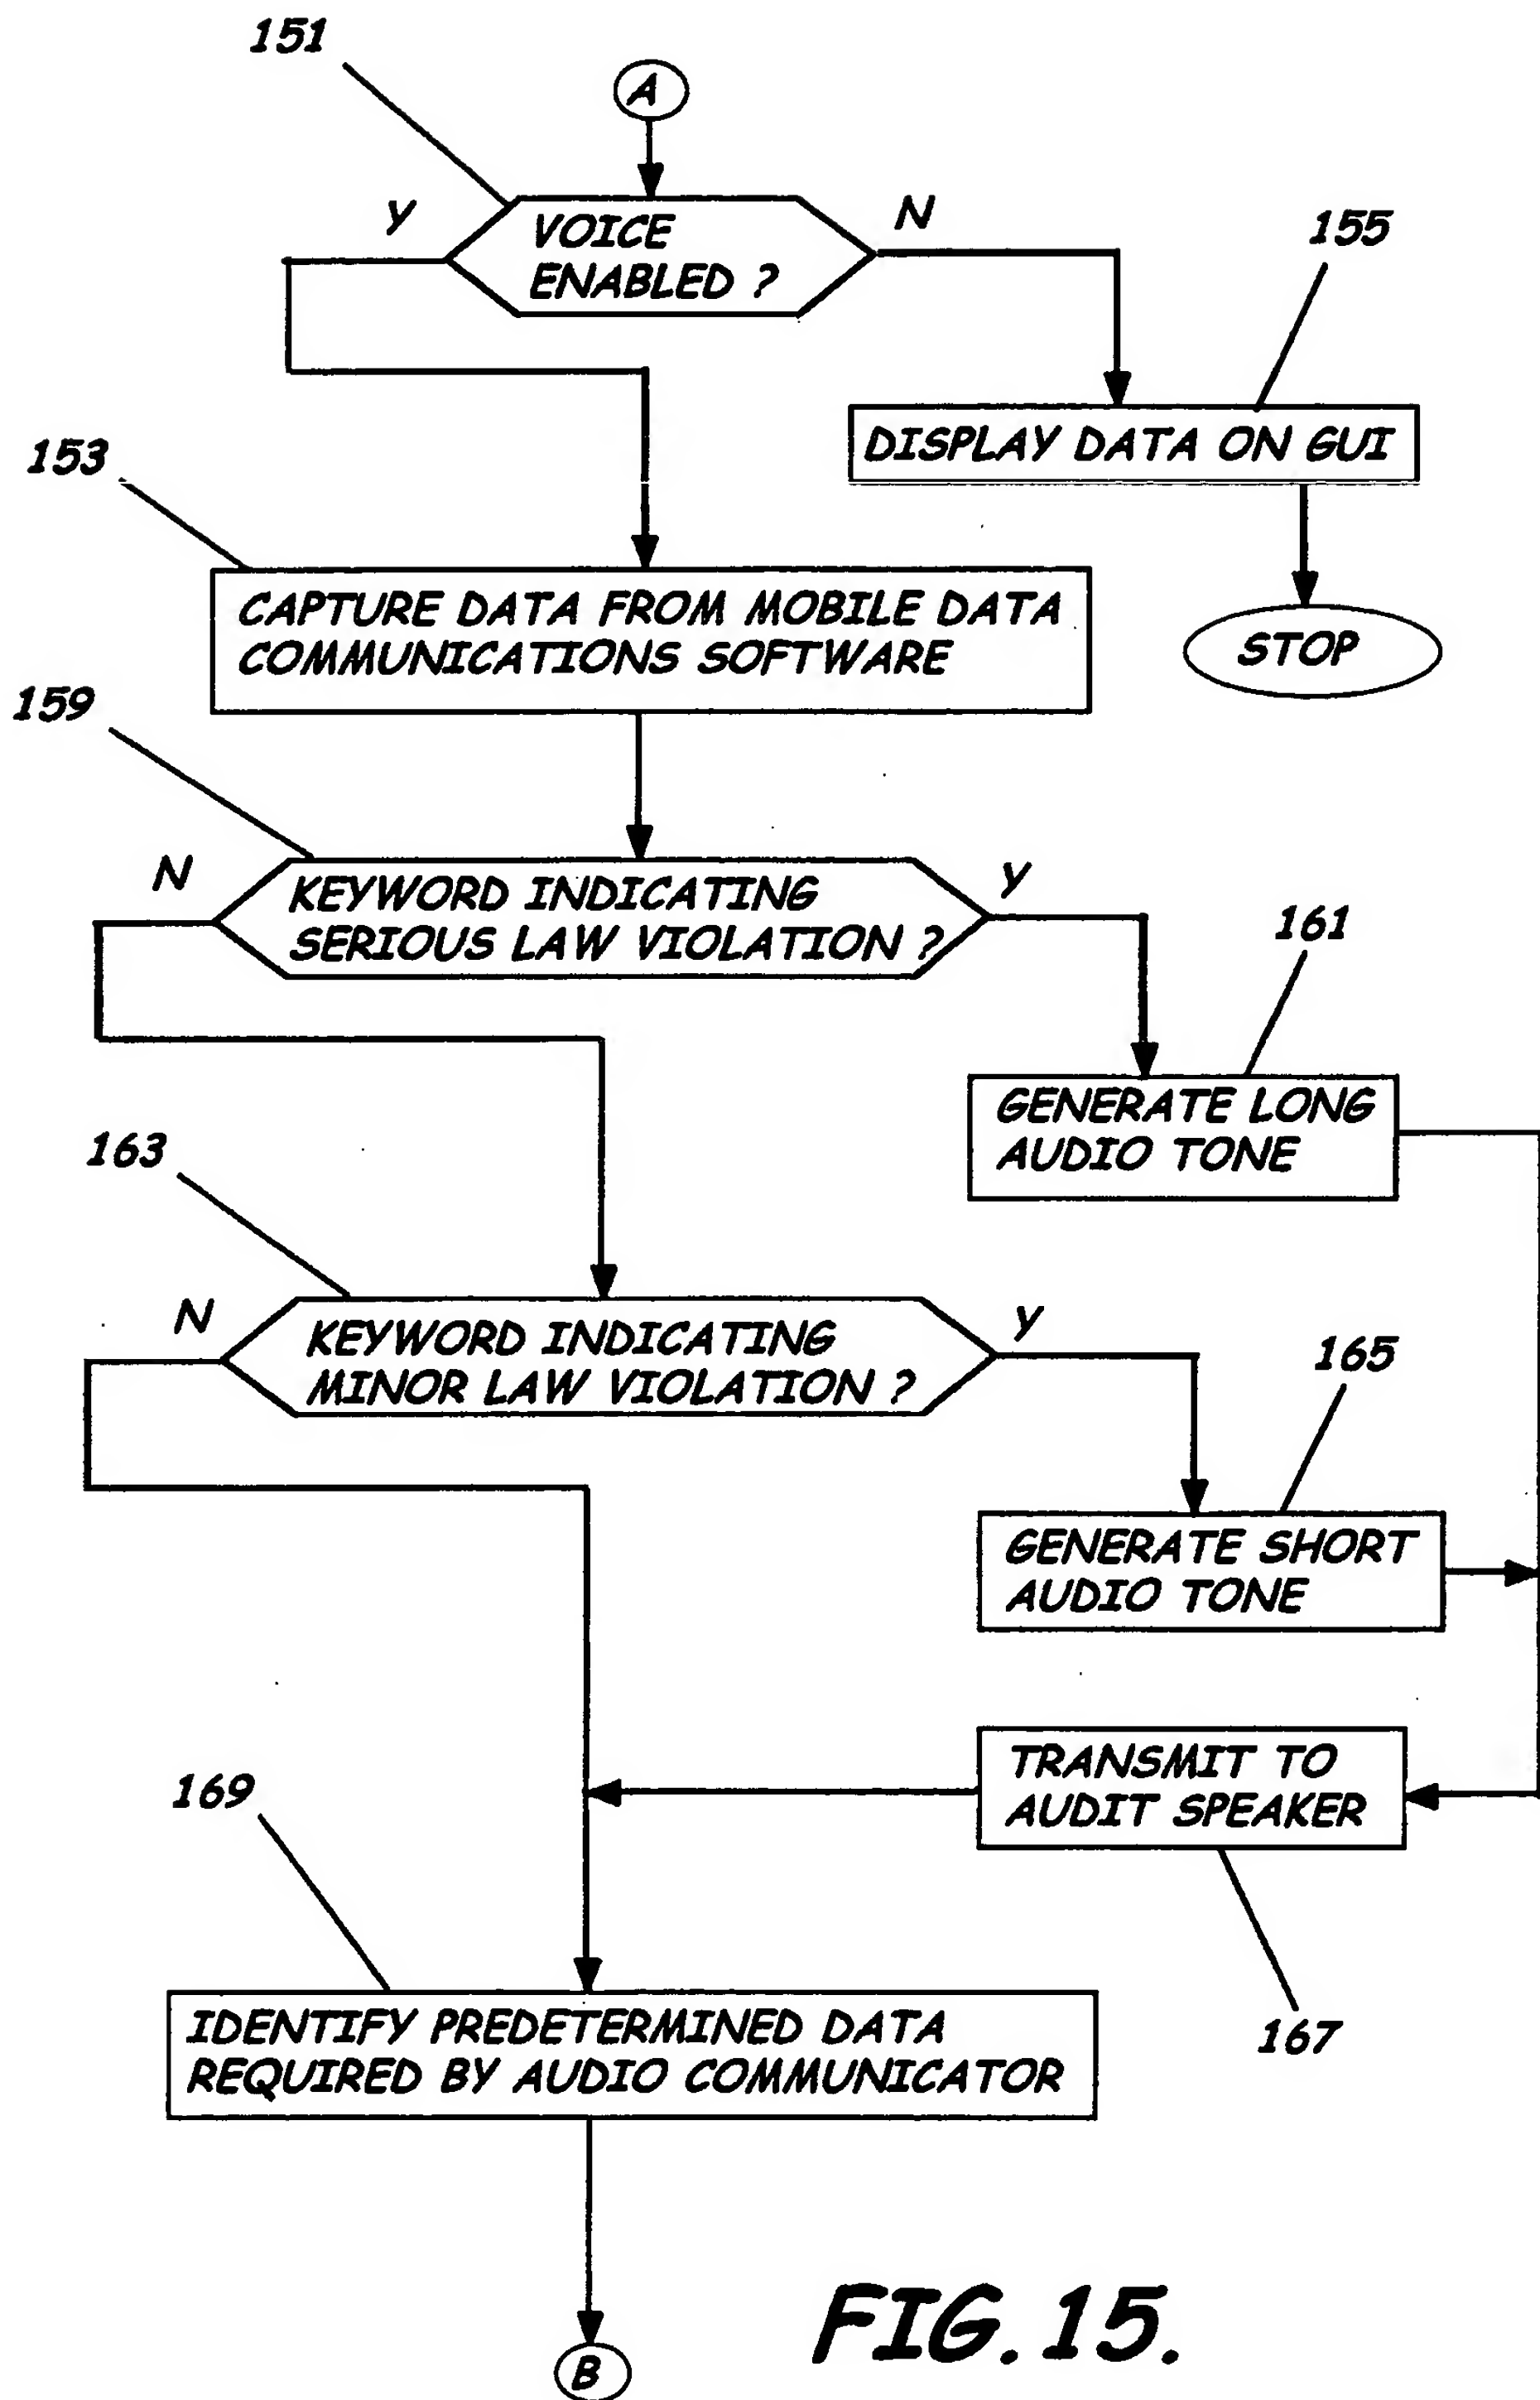 151
A
Y
VOICE
ENABLED ?
N
155
DISPLAY DATA ON GUI
STOP
153
CAPTURE DATA FROM MOBILE DATA
COMMUNICATIONS SOFTWARE
159
N
KEYWORD INDICATING
SERIOUS LAW VIOLATION ?
Y
161
GENERATE LONG
AUDIO TONE
163
N
KEYWORD INDICATING
MINOR LAW VIOLATION ?
Y
165
GENERATE SHORT
AUDIO TONE
TRANSMIT TO
AUDIT SPEAKER
167
169
IDENTIFY PREDETERMINED DATA
REQUIRED BY AUDIO COMMUNICATOR
B
FIG. 15.